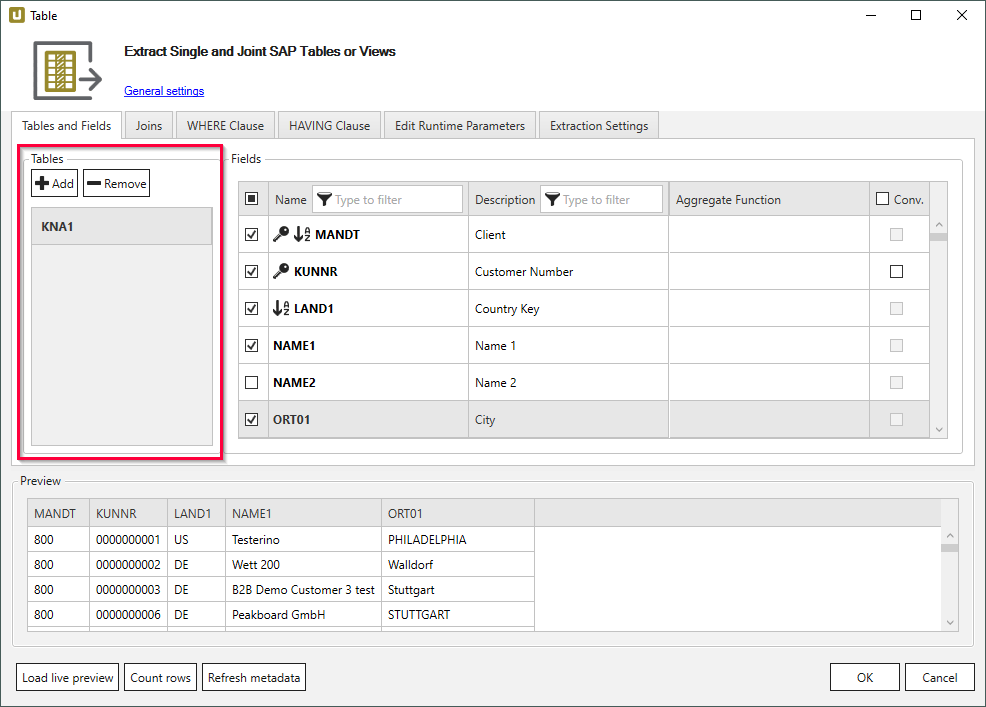 Table
Extract Single and Joint SAP Tables or Views
General settings
Tables and Fields Joins WHERE Clause HAVING Clause Edit Runtime Parameters Extraction Settings
Tables Fields
Add Remove
KNA1
Name Type to filter Description Type to filter Aggregate Function Conv.
MANDT Client
KUNNR Customer Number
LAND1 Country Key
NAME1 Name 1
NAME2 Name 2
ORT01 City
Preview
MANDT KUNNR LAND1 NAME1 ORT01
800 0000000001 US Testerino PHILADELPHIA
800 0000000002 DE Wett 200 Walldorf
800 0000000003 DE B2B Demo Customer 3 test Stuttgart
800 0000000006 DE Peakboard GmbH STUTTGART
Load live preview Count rows Refresh metadata OK Cancel